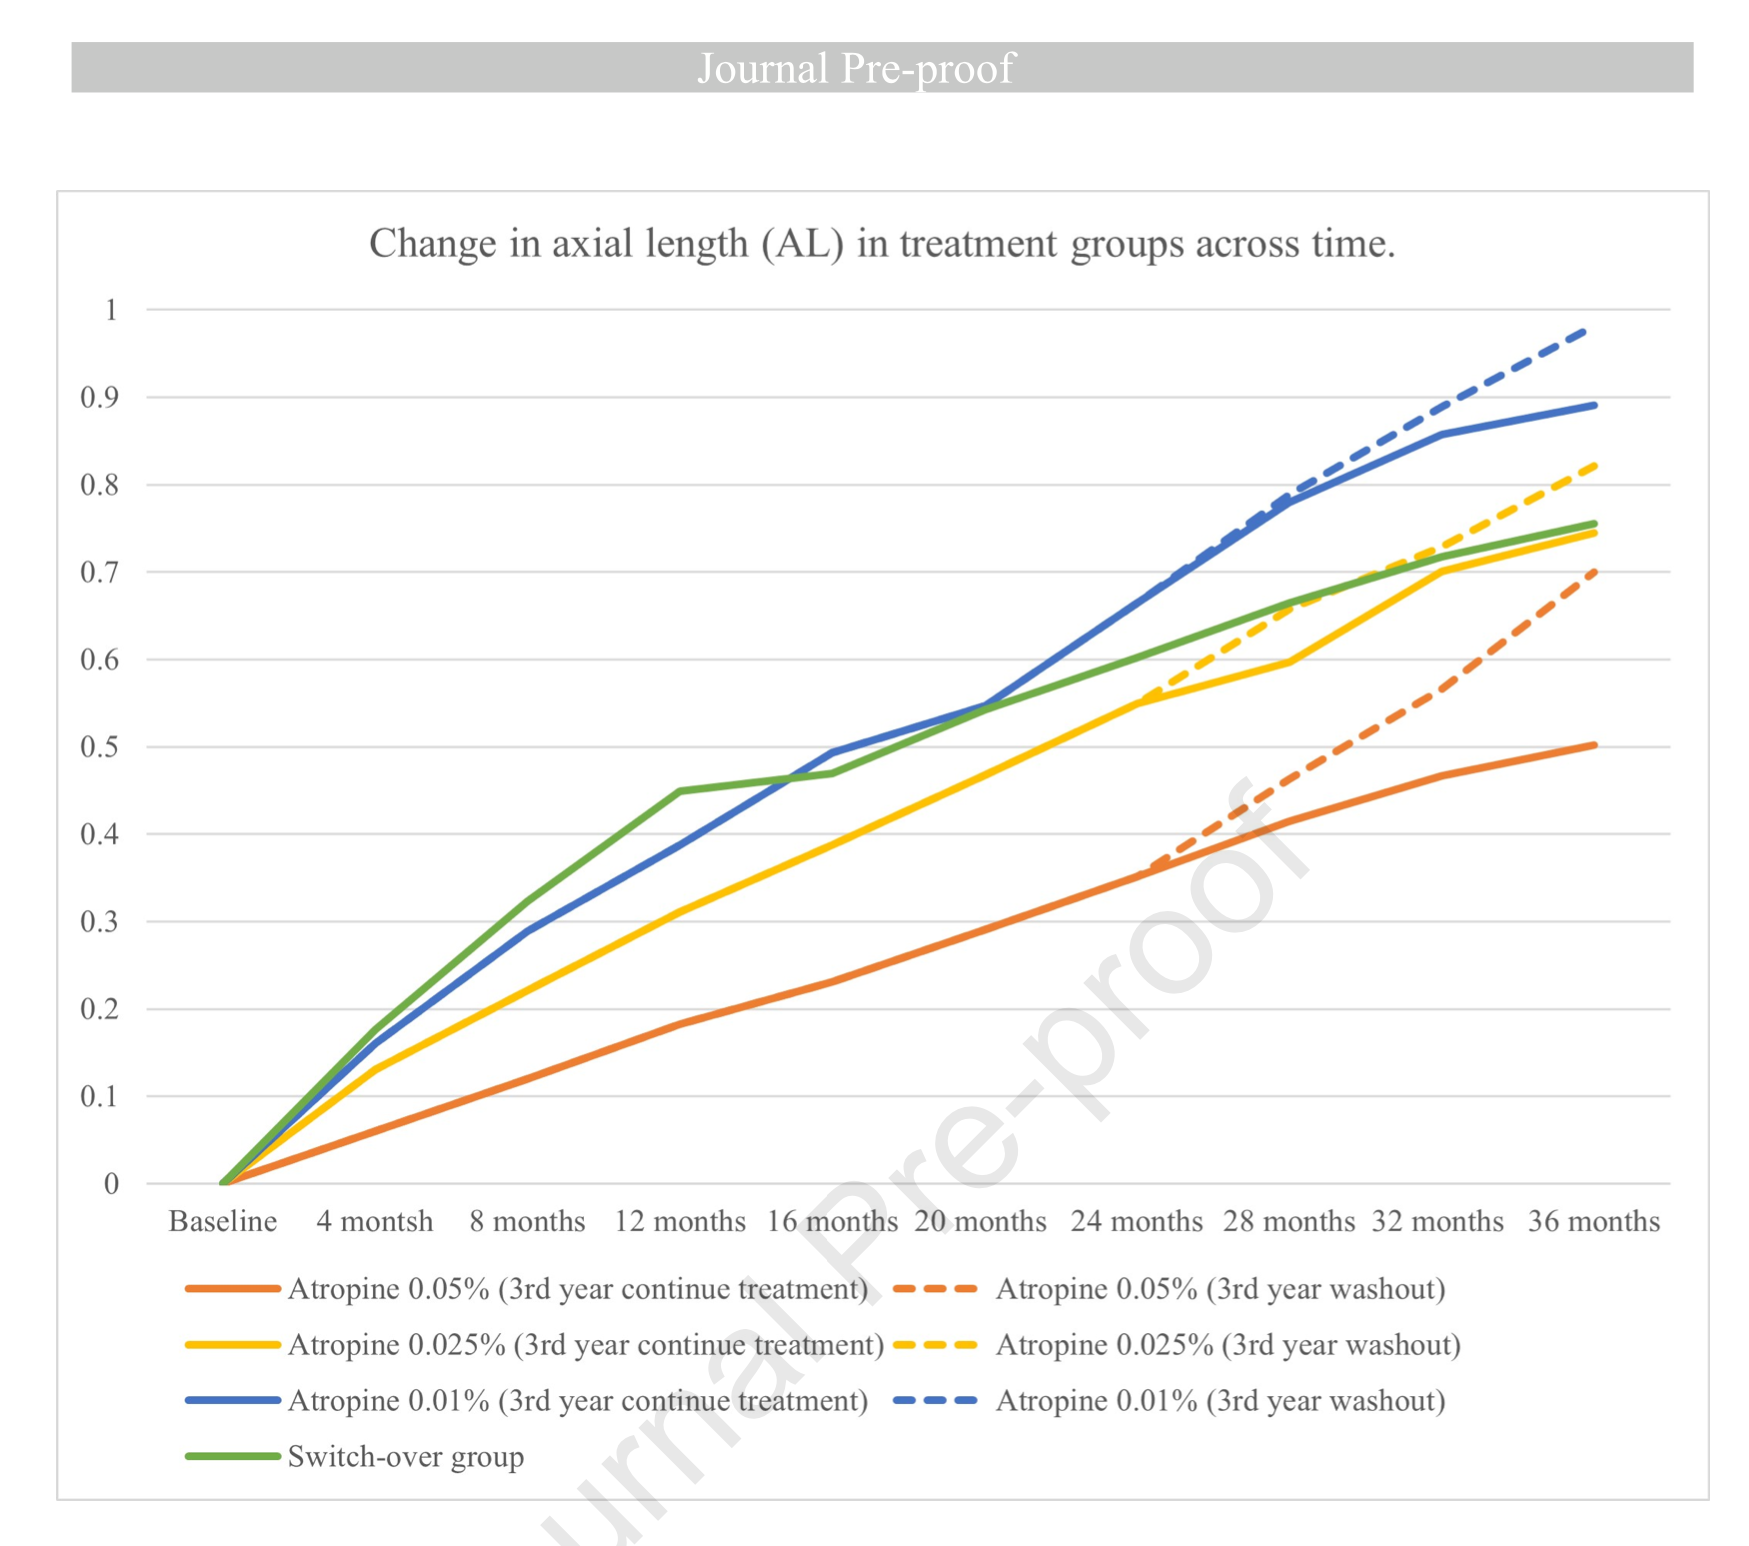 Journal Pre-proof
Change in axial length (AL) in treatment groups across time.
1
0.9
0.8
0.7
0.6
0.5
0.4
0.3
0.2
0.1
0
Baseline 4 montsh 8 months 12 months 16 months 20 months 24 months 28 months 32 months 36 months
Atropine 0.05% (3rd year continue treatment) Atropine 0.05% (3rd year washout)
Atropine 0.025% (3rd year continue treatment) Atropine 0.025% (3rd year washout)
Atropine 0.01% (3rd year continue treatment) Atropine 0.01% (3rd year washout)
Switch-over group
urnal Pre-proof